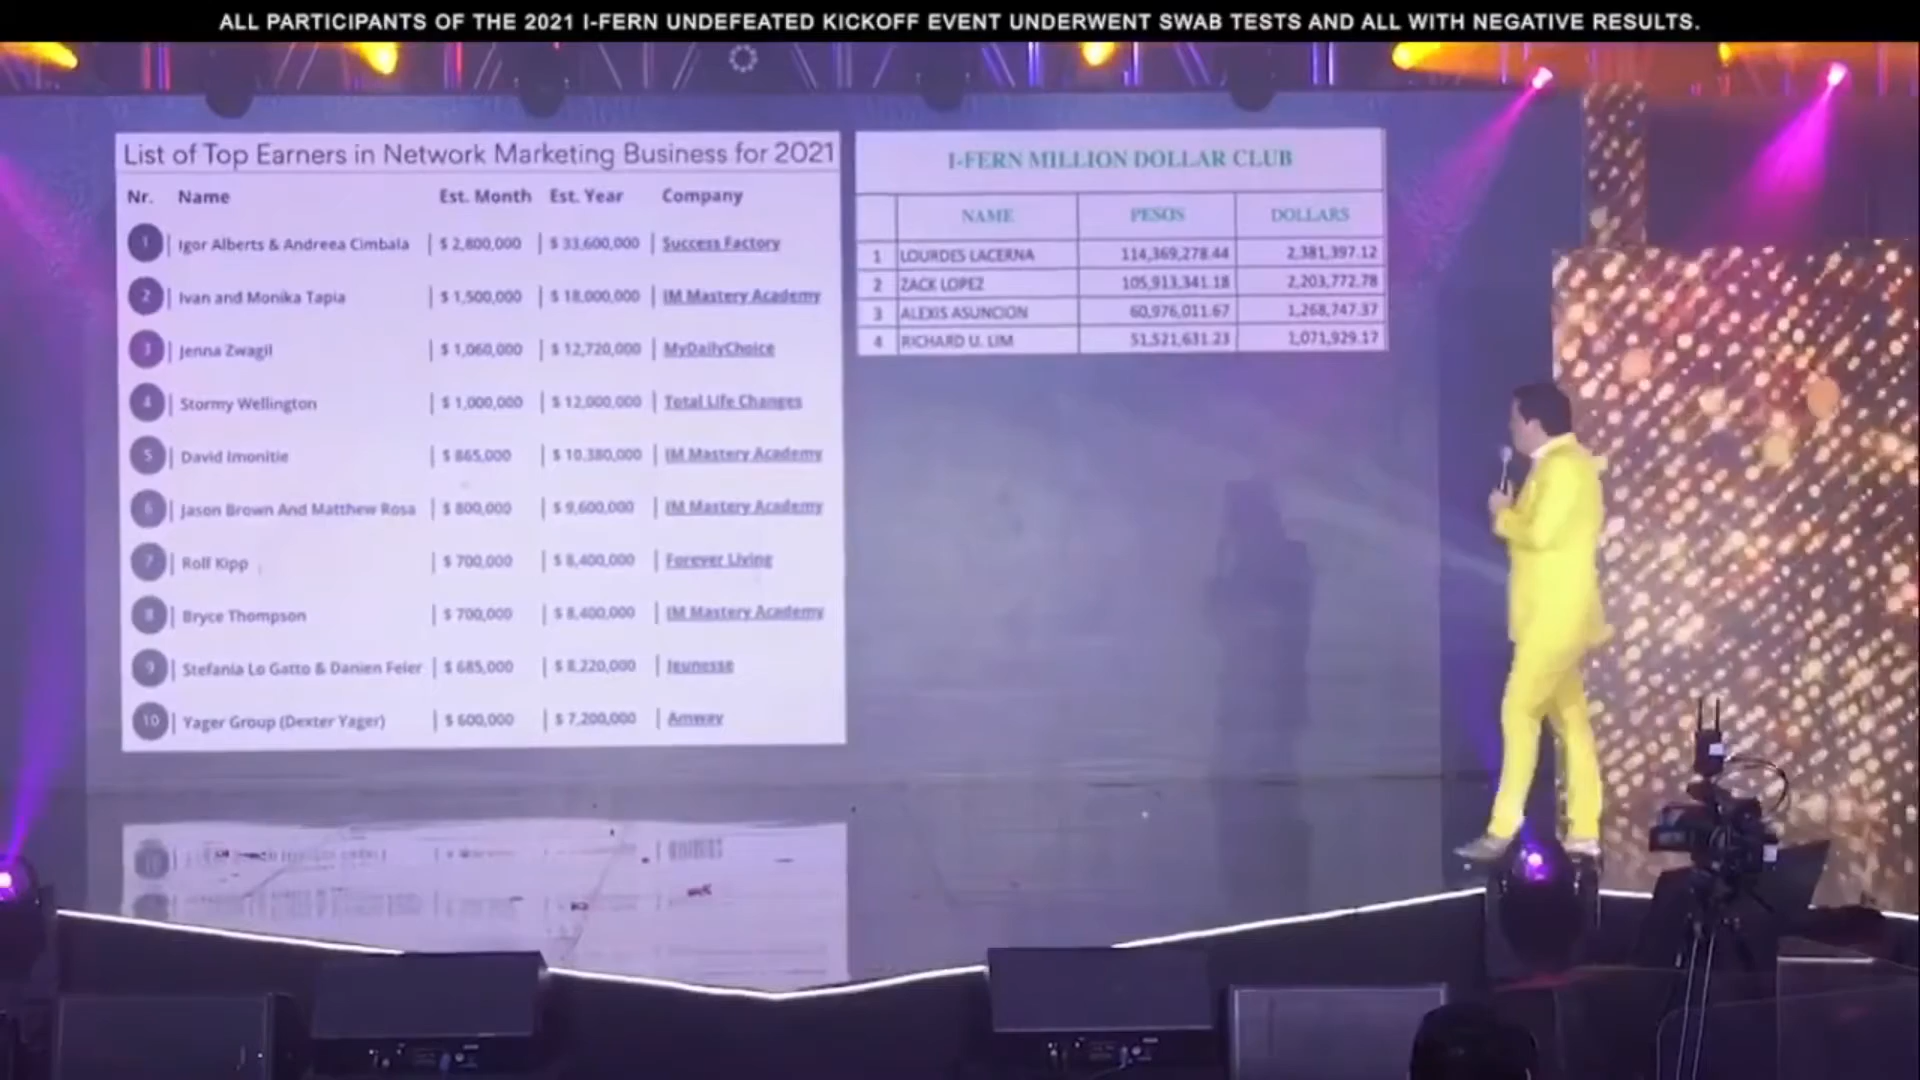 ALL PARTICIPANTS OF THE 2021 I-FERN UNDEFEATED KICKOFF EVENT UNDERWENT SWAB TESTS AND ALL WITH NEGATIVE RESULTS.
List of Top Earners in Network Marketing Business for 2021
Nr. Name Est. Month Est. Year Company
1 | Igor Alberts & Andreea Cimbala | $ 2,800,000 | $ 33,600,000 | Success Factory
2 | Ivan and Monika Tapia | $ 1,500,000 | $ 18,000,000 | IM Mastery Academy
3 | Jenna Zwagil | $ 1,060,000 | $ 12,720,000 | MyDailyChoice
4 | Stormy Wellington | $ 1,000,000 | $ 12,000,000 | Total Life Changes
5 | David Imonitie | $ 865,000 | $ 10,380,000 | IM Mastery Academy
6 | Jason Brown And Matthew Rosa | $ 800,000 | $ 9,600,000 | IM Mastery Academy
7 | Rolf Kipp | $ 700,000 | $ 8,400,000 | Forever Living
8 | Bryce Thompson | $ 700,000 | $ 8,400,000 | IM Mastery Academy
9 | Stefania Lo Gatto & Danien Feier | $ 685,000 | $ 8,220,000 | Jeunesse
10 | Yager Group (Dexter Yager) | $ 600,000 | $ 7,200,000 | Amway
I-FERN MILLION DOLLAR CLUB
NAME PESOS DOLLARS
1 LOURDES LACERNA 114,369,278.44 2,381,397.12
2 ZACK LOPEZ 105,913,341.18 2,203,772.78
3 ALEXIS ASUNCION 60,976,011.67 1,268,747.37
4 RICHARD U. LIM 51,521,631.23 1,071,929.17